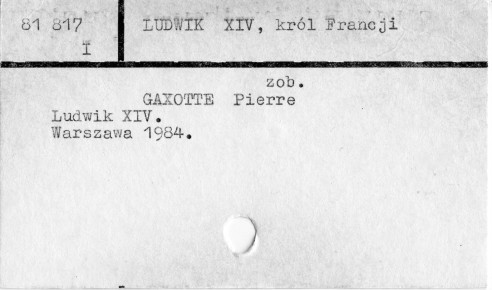 81 817 LUDWIK XIV, król Francji
I
zob.
GAXOTTE Pierre
Ludwik XIV.
Warszawa 1984.